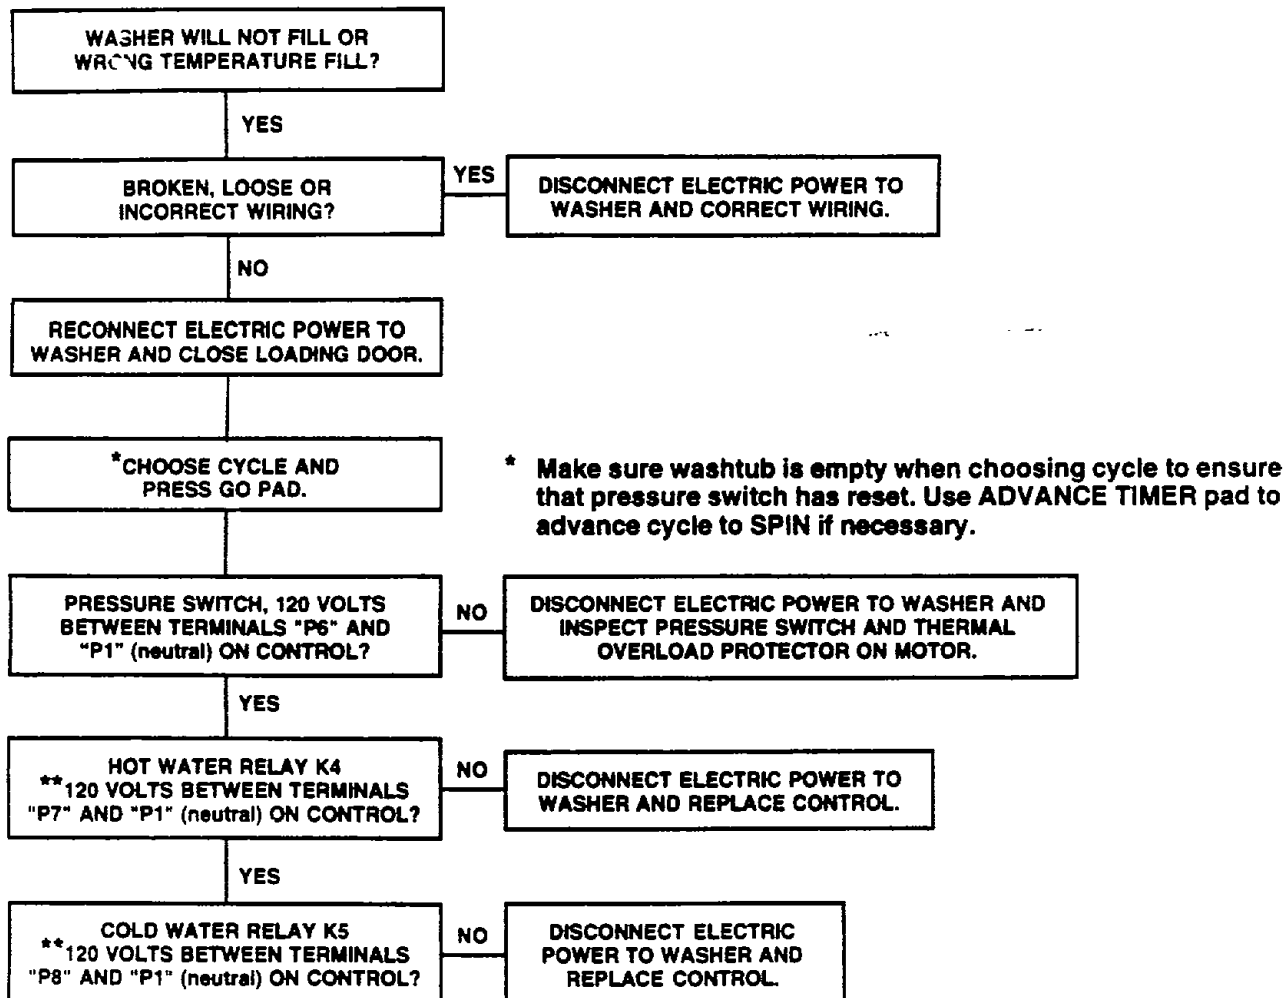 WASHER WILL NOT FILL OR
WRONG TEMPERATURE FILL?
YES
BROKEN, LOOSE OR
INCORRECT WIRING?
YES
DISCONNECT ELECTRIC POWER TO
WASHER AND CORRECT WIRING.
NO
RECONNECT ELECTRIC POWER TO
WASHER AND CLOSE LOADING DOOR.
*CHOOSE CYCLE AND
PRESS GO PAD.
* Make sure washtub is empty when choosing cycle to ensure
that pressure switch has reset. Use ADVANCE TIMER pad to
advance cycle to SPIN if necessary.
PRESSURE SWITCH, 120 VOLTS
BETWEEN TERMINALS "P6" AND
"P1" (neutral) ON CONTROL?
NO
DISCONNECT ELECTRIC POWER TO WASHER AND
INSPECT PRESSURE SWITCH AND THERMAL
OVERLOAD PROTECTOR ON MOTOR.
YES
HOT WATER RELAY K4
**120 VOLTS BETWEEN TERMINALS
"P7" AND "P1" (neutral) ON CONTROL?
NO
DISCONNECT ELECTRIC POWER TO
WASHER AND REPLACE CONTROL.
YES
COLD WATER RELAY K5
**120 VOLTS BETWEEN TERMINALS
"P8" AND "P1" (neutral) ON CONTROL?
NO
DISCONNECT ELECTRIC
POWER TO WASHER AND
REPLACE CONTROL.